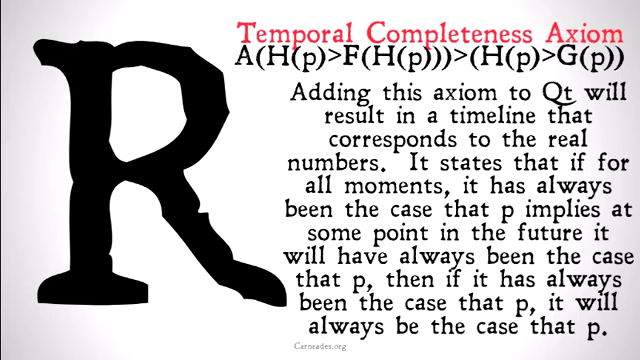 R
Temporal Completeness Axiom
A(H(p)>F(H(p)))>(H(p)>G(p))
Adding this axiom to Qt will
result in a timeline that
corresponds to the real
numbers. It states that if for
all moments, it has always
been the case that p implies at
some point in the future it
will have always been the case
that p, then if it has always
been the case that p, it will
always be the case that p.
Carneades.org